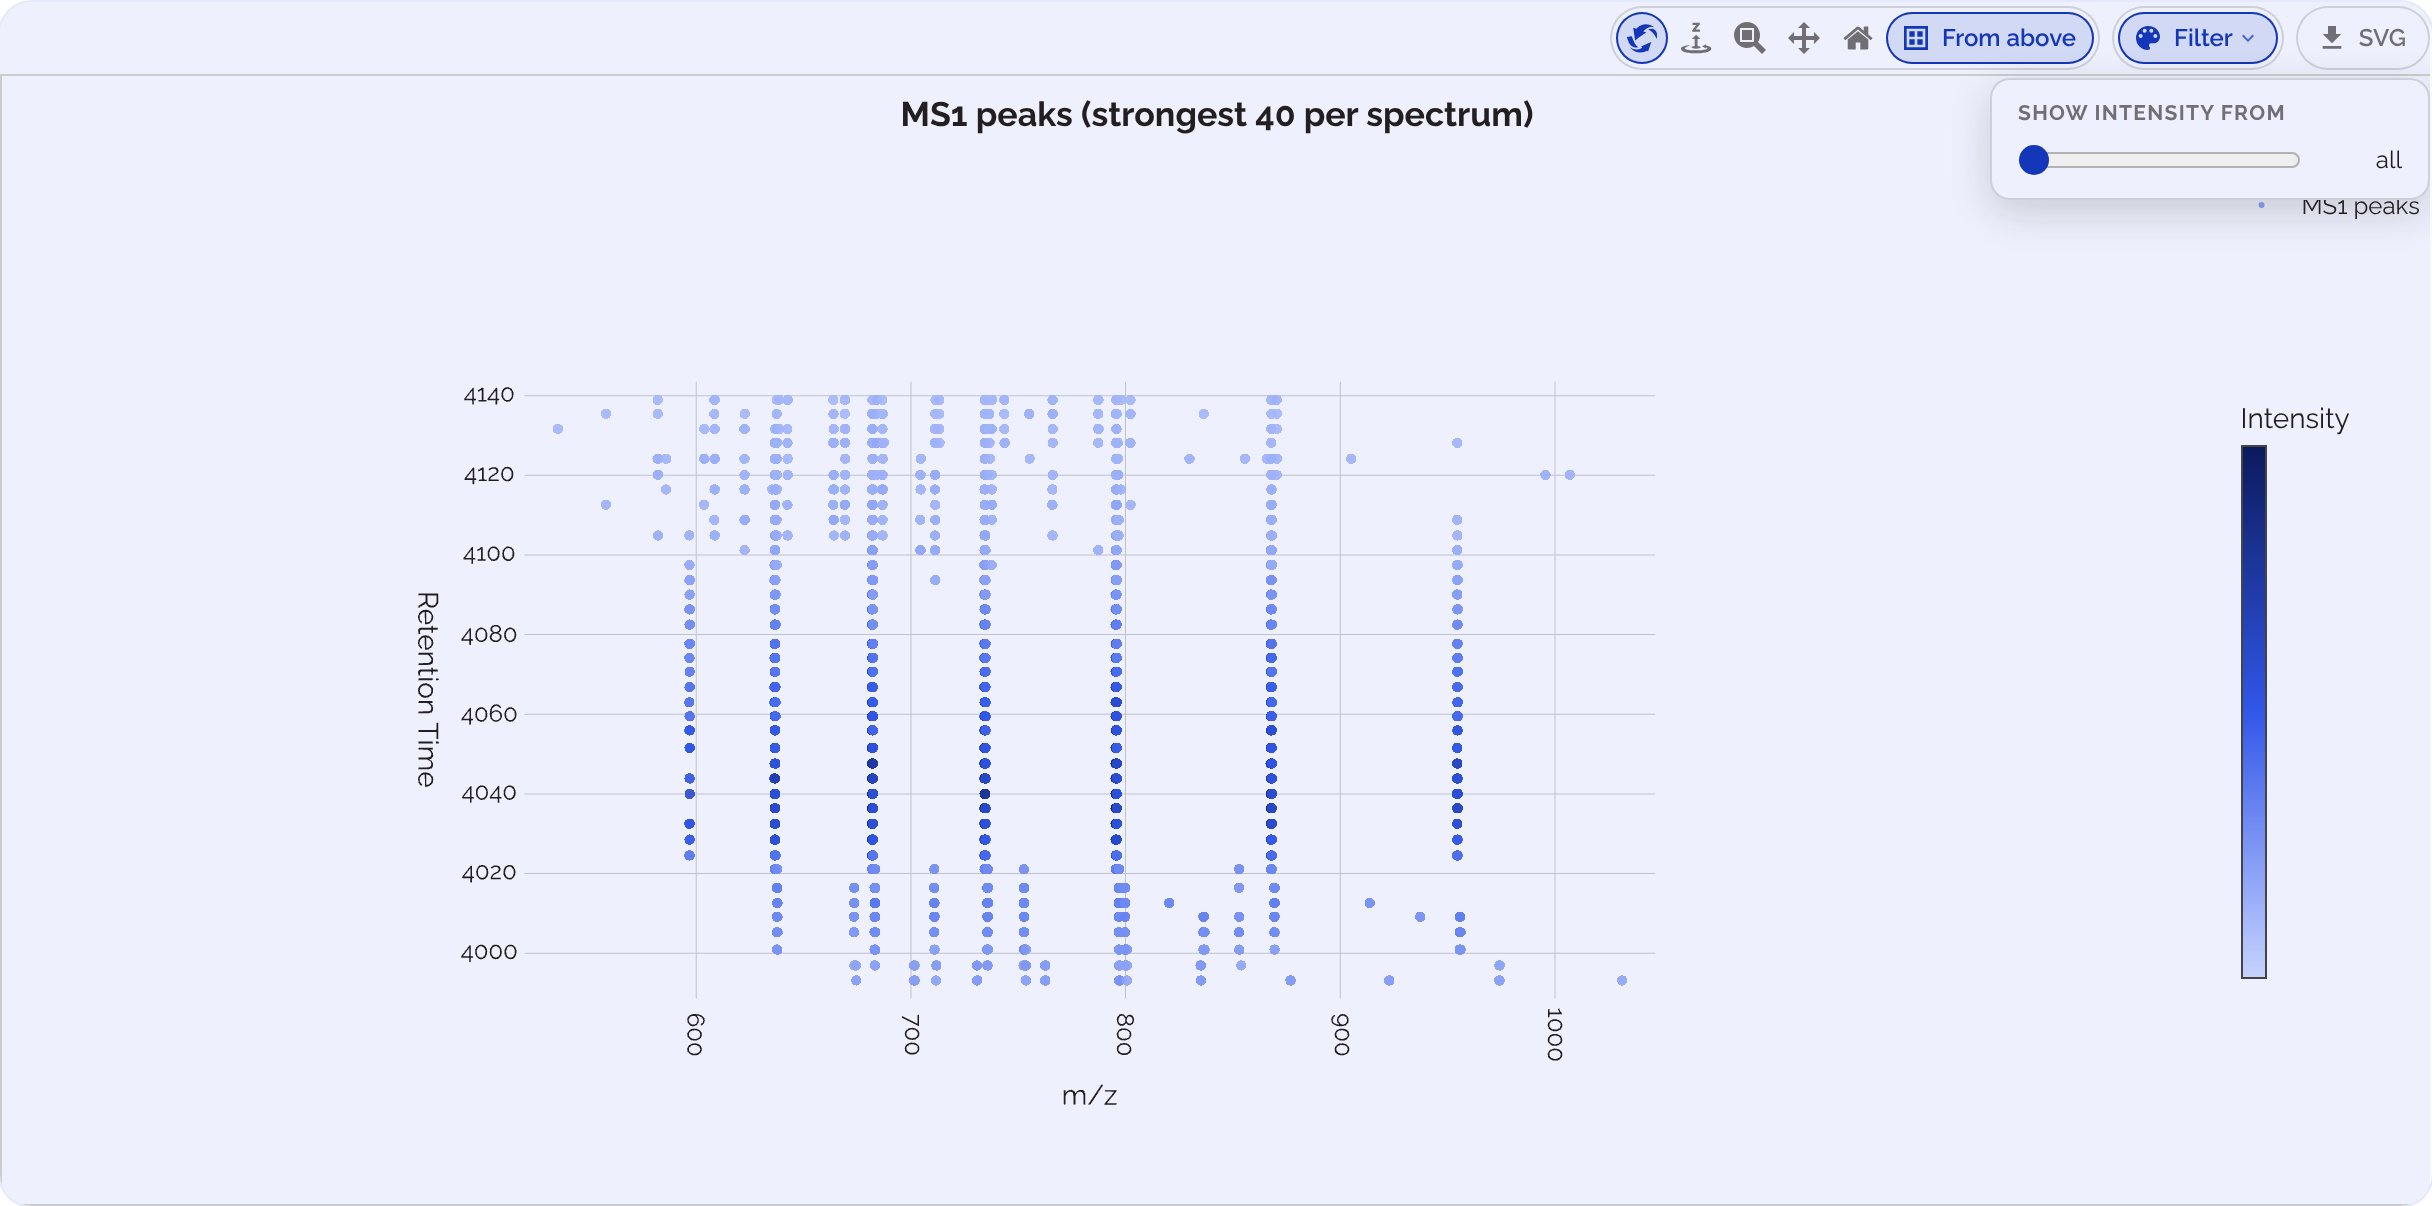 From above
Filter
SVG
MS1 peaks (strongest 40 per spectrum)
SHOW INTENSITY FROM
all
MS1 peaks
4140
4120
4100
4080
4060
4040
4020
4000
Retention Time
Intensity
600
700
800
900
1000
m/z